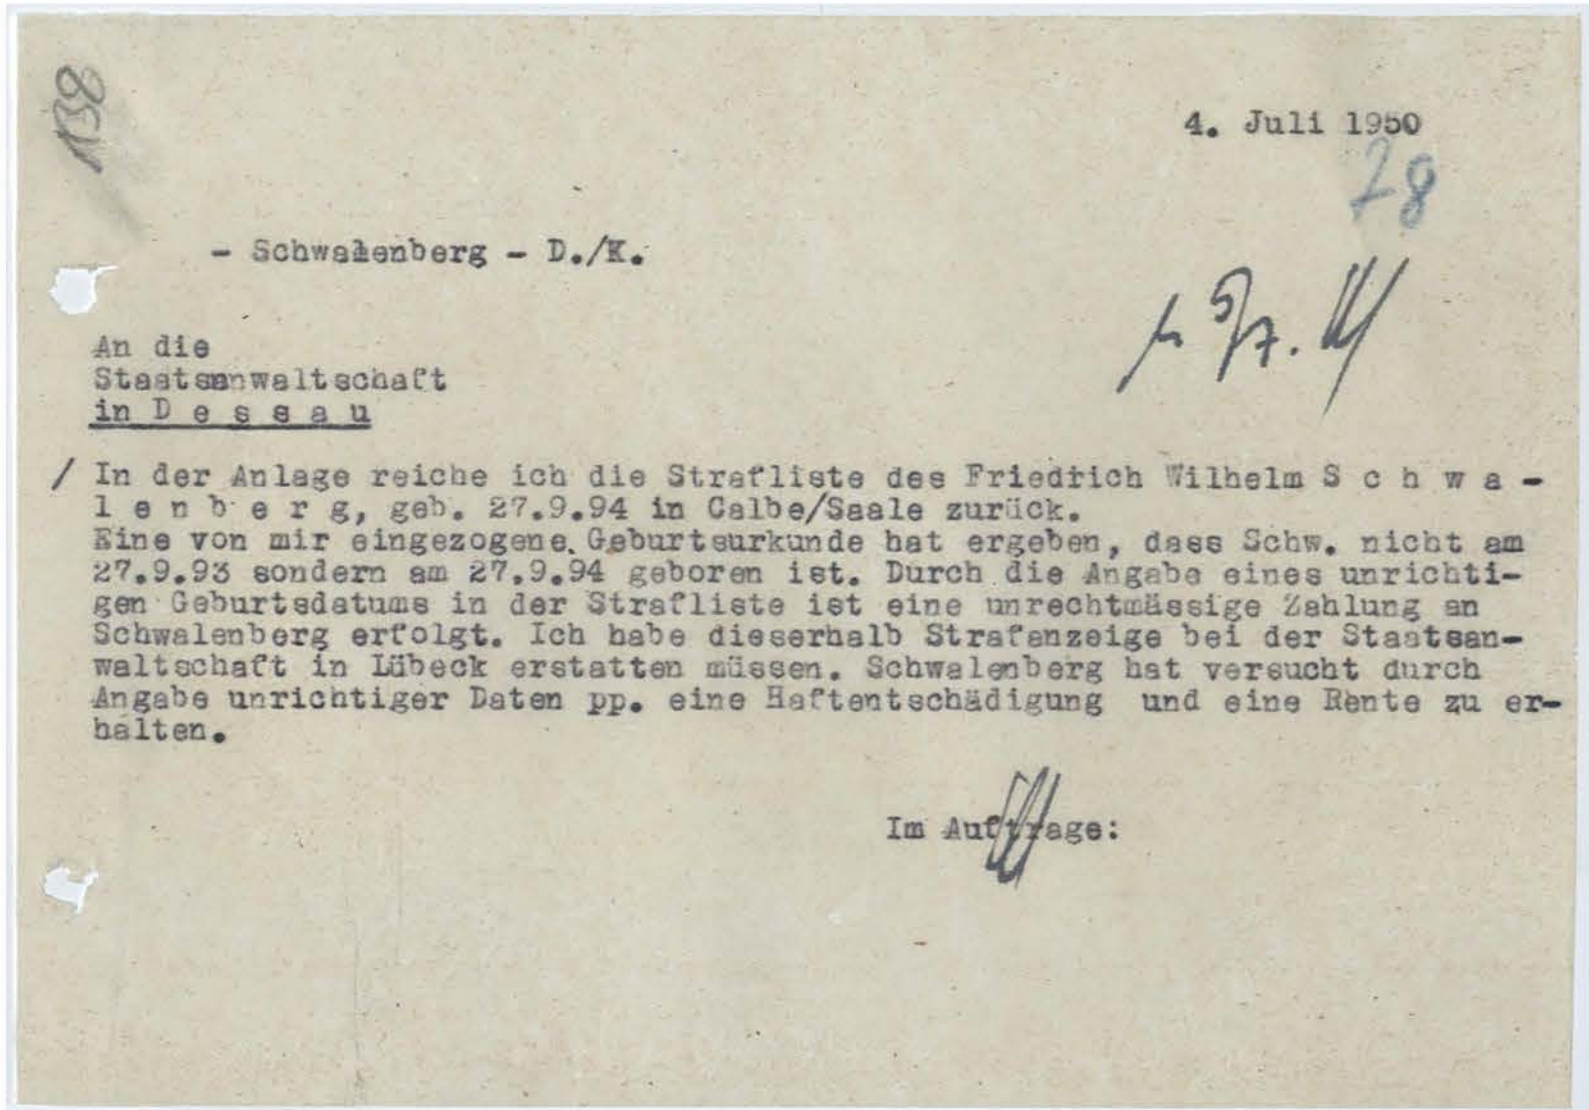 138
4. Juli 1950
28
- Schwalenberg - D./K.
5/7.
An die
Staatsanwaltschaft
in D e s s a u
/ In der Anlage reiche ich die Strafliste des Friedrich Wilhelm S c h w a -
l e n b e r g, geb. 27.9.94 in Calbe/Saale zurück.
Eine von mir eingezogene Geburtsurkunde hat ergeben, dass Schw. nicht am
27.9.93 sondern am 27.9.94 geboren ist. Durch die Angabe eines unrichti-
gen Geburtsdatums in der Strafliste ist eine unrechtmässige Zahlung an
Schwalenberg erfolgt. Ich habe dieserhalb Strafanzeige bei der Staatsan-
waltschaft in Lübeck erstatten müssen. Schwalenberg hat versucht durch
Angabe unrichtiger Daten pp. eine Haftentschädigung und eine Rente zu er-
halten.
Im Auftrage: